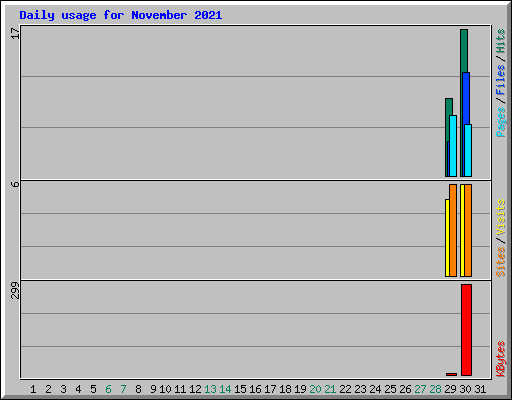 Daily usage for November 2021
17
6
299
Pages / Files / Hits
Sites / Visits
KBytes
1 2 3 4 5 6 7 8 9 10 11 12 13 14 15 16 17 18 19 20 21 22 23 24 25 26 27 28 29 30 31